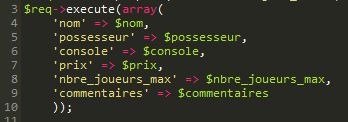 3 $req->execute(array(
4 'nom' => $nom,
5 'possesseur' => $possesseur,
6 'console' => $console,
7 'prix' => $prix,
8 'nbre_joueurs_max' => $nbre_joueurs_max,
9 'commentaires' => $commentaires
10 ));
11